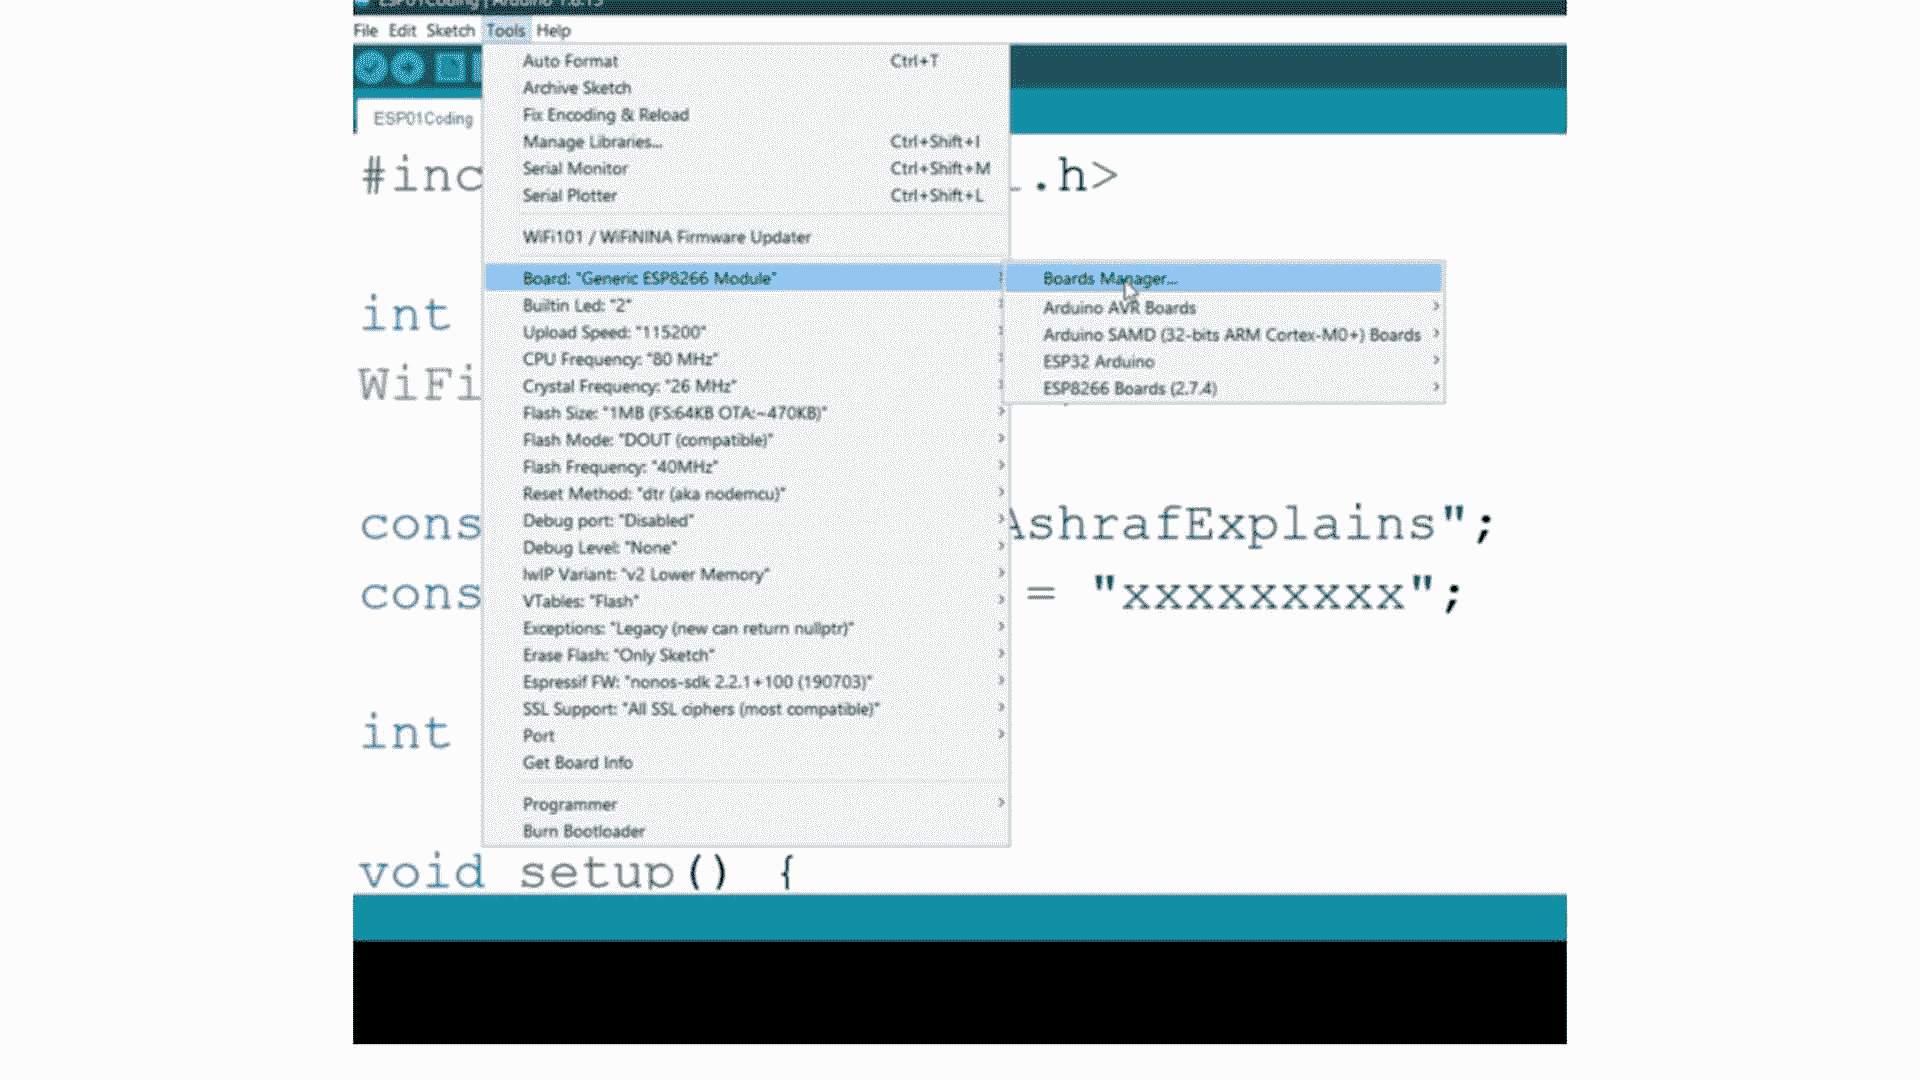 ESP01Coding | Arduino 1.8.13
File Edit Sketch Tools Help
ESP01Coding
Auto Format Ctrl+T
Archive Sketch
Fix Encoding & Reload
Manage Libraries... Ctrl+Shift+I
Serial Monitor Ctrl+Shift+M
Serial Plotter Ctrl+Shift+L
WiFi101 / WiFiNINA Firmware Updater
Board: "Generic ESP8266 Module"
Builtin Led: "2"
Upload Speed: "115200"
CPU Frequency: "80 MHz"
Crystal Frequency: "26 MHz"
Flash Size: "1MB (FS:64KB OTA:~470KB)"
Flash Mode: "DOUT (compatible)"
Flash Frequency: "40MHz"
Reset Method: "dtr (aka nodemcu)"
Debug port: "Disabled"
Debug Level: "None"
lwIP Variant: "v2 Lower Memory"
VTables: "Flash"
Exceptions: "Legacy (new can return nullptr)"
Erase Flash: "Only Sketch"
Espressif FW: "nonos-sdk 2.2.1+100 (190703)"
SSL Support: "All SSL ciphers (most compatible)"
Port
Get Board Info
Programmer
Burn Bootloader
Boards Manager...
Arduino AVR Boards
Arduino SAMD (32-bits ARM Cortex-M0+) Boards
ESP32 Arduino
ESP8266 Boards (2.7.4)
#inc .h>
int
WiFi
cons AshrafExplains";
cons = "xxxxxxxxx";
int
void setup() {